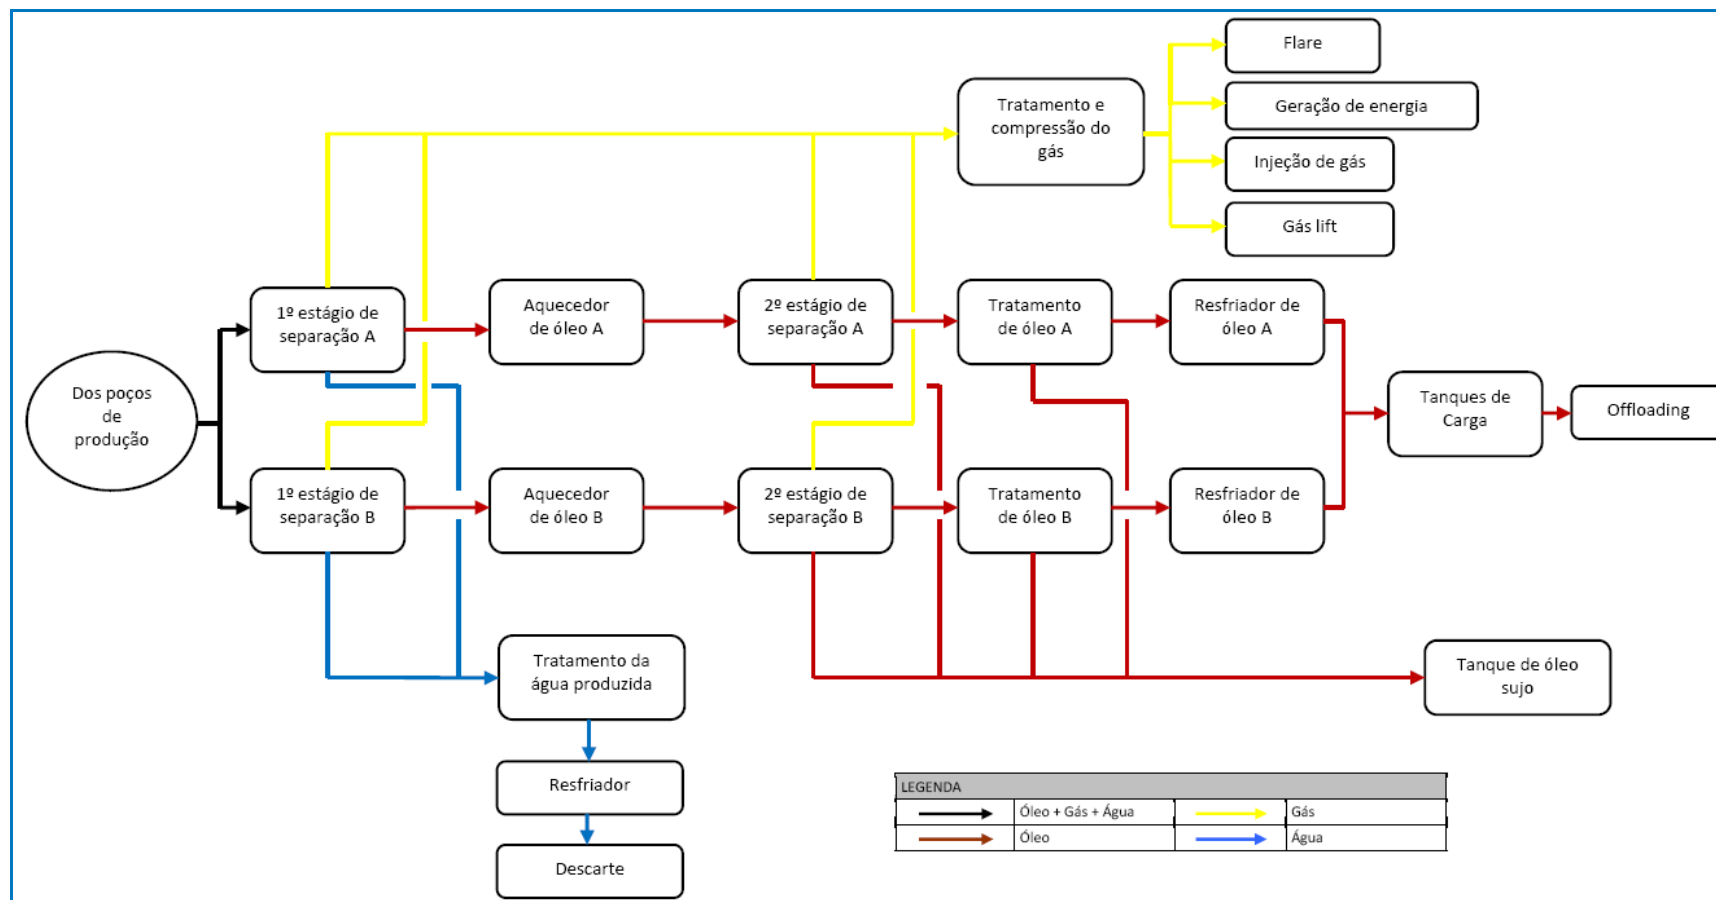 Flare
Geração de energia
Injeção de gás
Gás lift
Tratamento e
compressão do
gás
1º estágio de
separação A
Aquecedor
de óleo A
2º estágio de
separação A
Tratamento
de óleo A
Resfriador de
óleo A
Dos poços
de
produção
Tanques de
Carga
Offloading
1º estágio de
separação B
Aquecedor
de óleo B
2º estágio de
separação B
Tratamento
de óleo B
Resfriador de
óleo B
Tratamento da
água produzida
Tanque de óleo
sujo
Resfriador
Descarte
LEGENDA
Óleo + Gás + Água
Gás
Óleo
Água